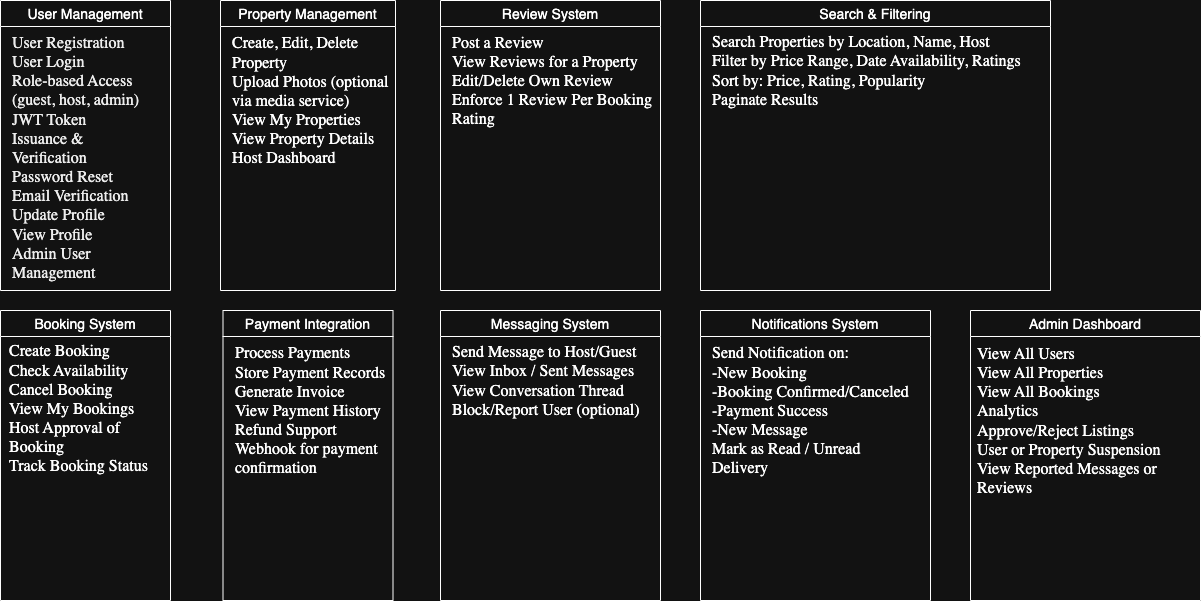 User Management
User Registration
User Login
Role-based Access
(guest, host, admin)
JWT Token
Issuance &
Verification
Password Reset
Email Verification
Update Profile
View Profile
Admin User
Management
Property Management
Create, Edit, Delete
Property
Upload Photos (optional
via media service)
View My Properties
View Property Details
Host Dashboard
Review System
Post a Review
View Reviews for a Property
Edit/Delete Own Review
Enforce 1 Review Per Booking
Rating
Search & Filtering
Search Properties by Location, Name, Host
Filter by Price Range, Date Availability, Ratings
Sort by: Price, Rating, Popularity
Paginate Results
Booking System
Create Booking
Check Availability
Cancel Booking
View My Bookings
Host Approval of
Booking
Track Booking Status
Payment Integration
Process Payments
Store Payment Records
Generate Invoice
View Payment History
Refund Support
Webhook for payment
confirmation
Messaging System
Send Message to Host/Guest
View Inbox / Sent Messages
View Conversation Thread
Block/Report User (optional)
Notifications System
Send Notification on:
-New Booking
-Booking Confirmed/Canceled
-Payment Success
-New Message
Mark as Read / Unread
Delivery
Admin Dashboard
View All Users
View All Properties
View All Bookings
Analytics
Approve/Reject Listings
User or Property Suspension
View Reported Messages or
Reviews